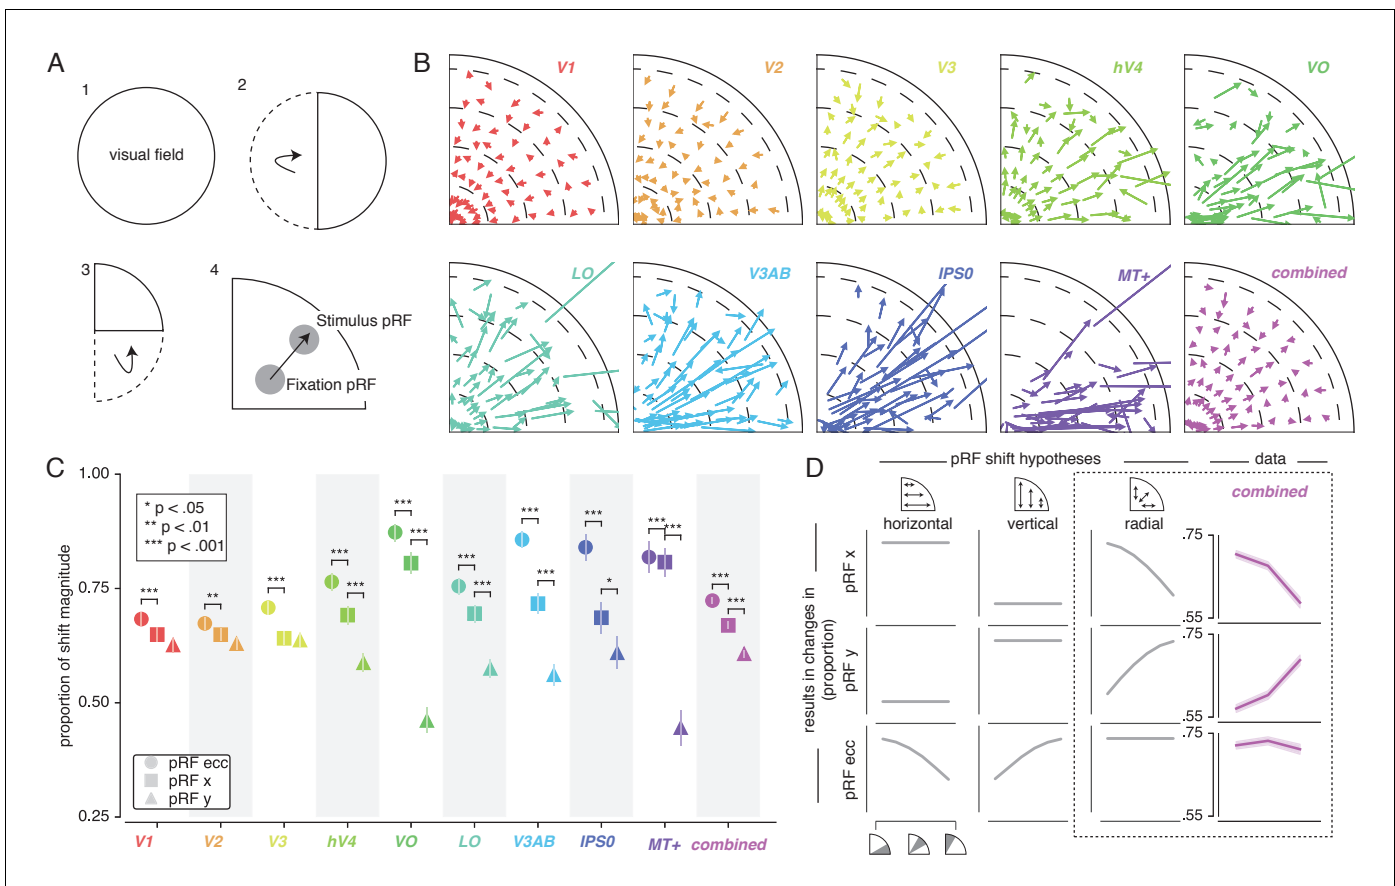 A
1
visual field
2
3
4
Stimulus pRF
Fixation pRF
B
V1
V2
V3
hV4
VO
LO
V3AB
IPS0
MT+
combined
C
proportion of shift magnitude
1.00
0.75
0.50
0.25
* p < .05
** p < .01
*** p < .001
***
**
***
***
***
***
***
***
***
***
***
***
*
***
***
***
***
pRF ecc
pRF x
pRF y
V1
V2
V3
hV4
VO
LO
V3AB
IPS0
MT+
combined
D
pRF shift hypotheses
data
horizontal
vertical
radial
combined
results in changes in
(proportion)
pRF x
pRF y
pRF ecc
.75
.55
.75
.55
.75
.55